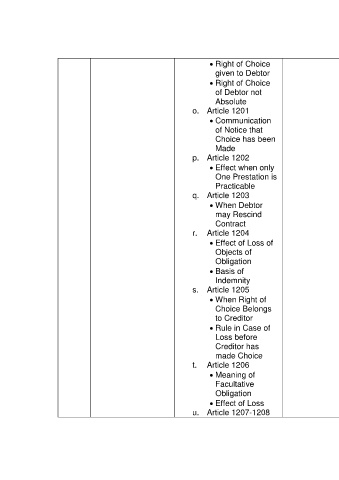 • Right of Choice
given to Debtor
• Right of Choice
of Debtor not
Absolute
o. Article 1201
• Communication
of Notice that
Choice has been
Made
p. Article 1202
• Effect when only
One Prestation is
Practicable
q. Article 1203
• When Debtor
may Rescind
Contract
r. Article 1204
• Effect of Loss of
Objects of
Obligation
• Basis of
Indemnity
s. Article 1205
• When Right of
Choice Belongs
to Creditor
• Rule in Case of
Loss before
Creditor has
made Choice
t. Article 1206
• Meaning of
Facultative
Obligation
• Effect of Loss
u. Article 1207-1208